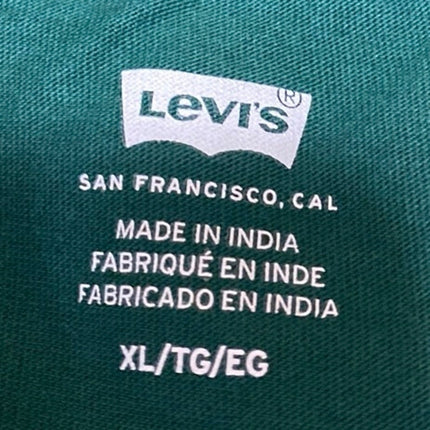 Levi's®
SAN FRANCISCO, CAL
MADE IN INDIA
FABRIQUÉ EN INDE
FABRICADO EN INDIA
XL/TG/EG